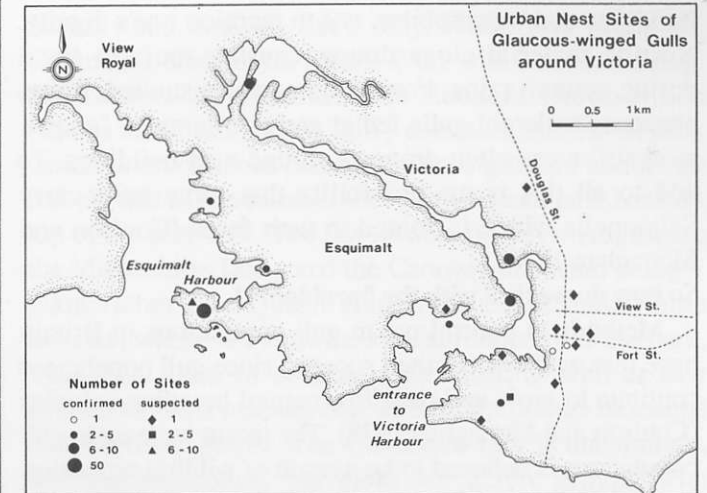 Urban Nest Sites of
Glaucous-winged Gulls
around Victoria
0 0.5 1km
N
View
Royal
Douglas St.
Victoria
Esquimalt
Esquimalt
Harbour
View St.
Fort St.
entrance
to
Victoria
Harbour
Number of Sites
confirmed suspected
1 1
2-5 2-5
6-10 6-10
50